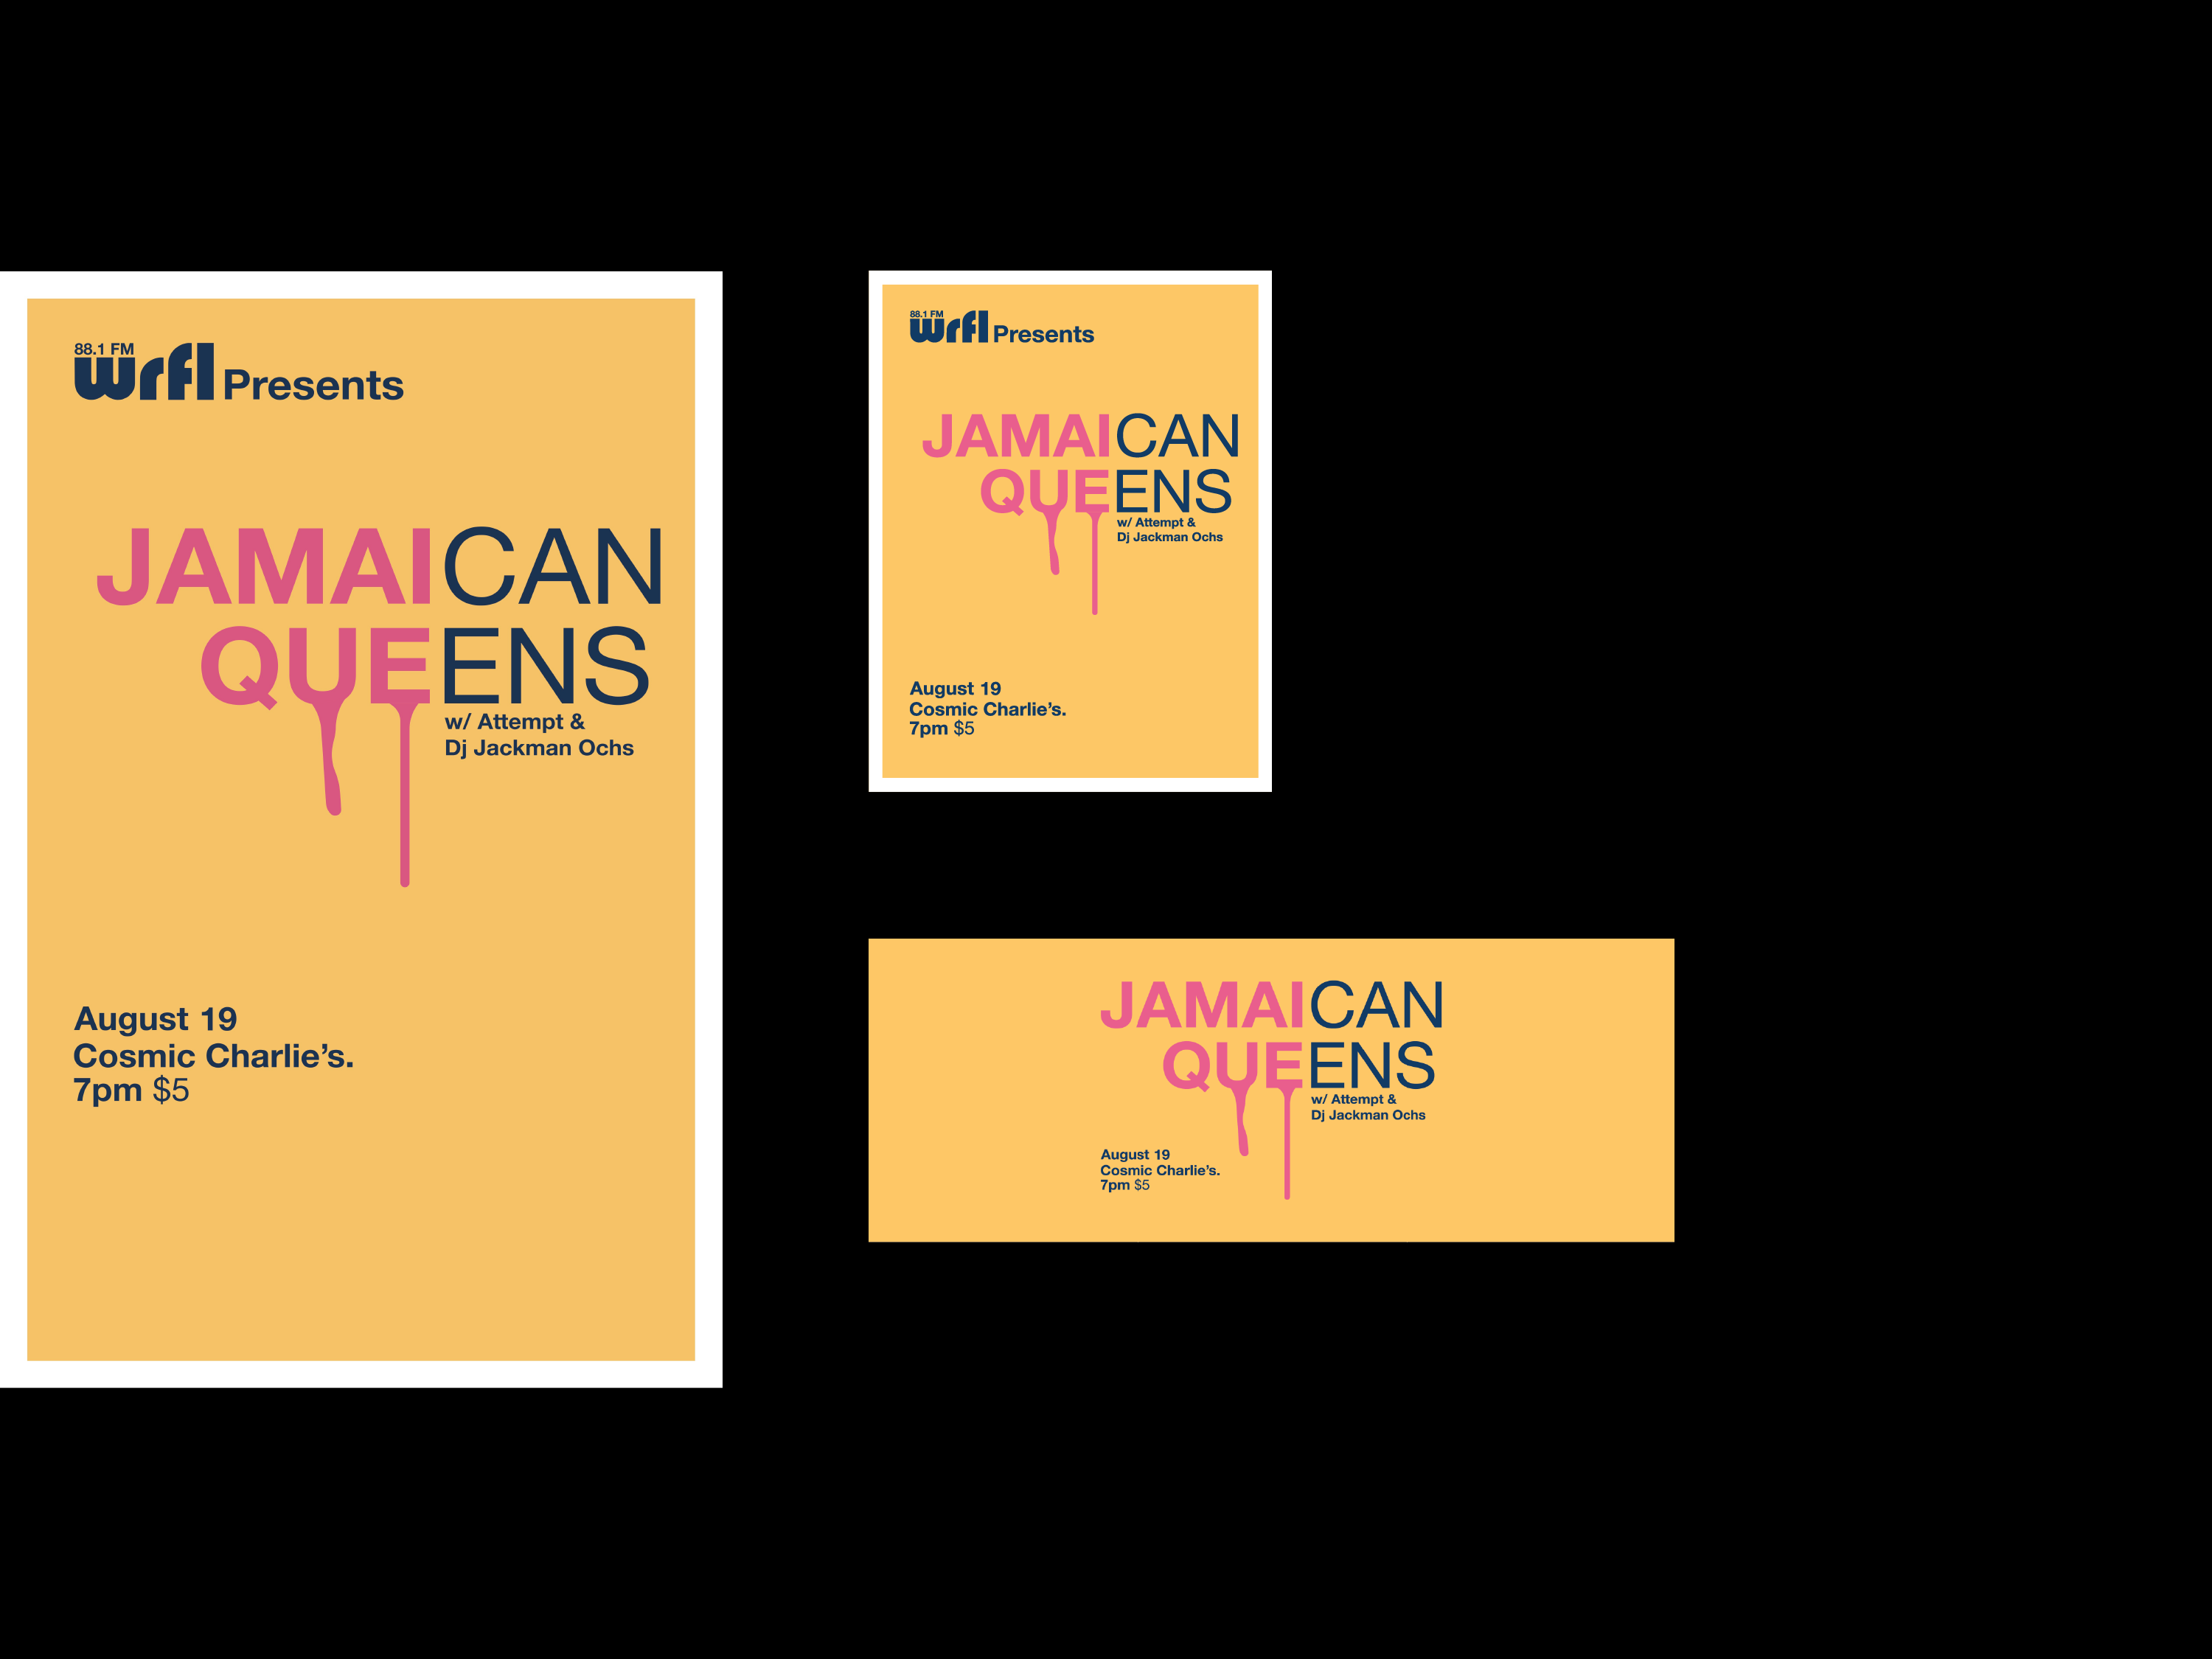 88.1 FM
wrfl Presents
JAMAICAN
QUEENS
w/ Attempt &
Dj Jackman Ochs
August 19
Cosmic Charlie's.
7pm $5
88.1 FM
wrfl Presents
JAMAICAN
QUEENS
w/ Attempt &
Dj Jackman Ochs
August 19
Cosmic Charlie's.
7pm $5
JAMAICAN
QUEENS
w/ Attempt &
Dj Jackman Ochs
August 19
Cosmic Charlie's.
7pm $5